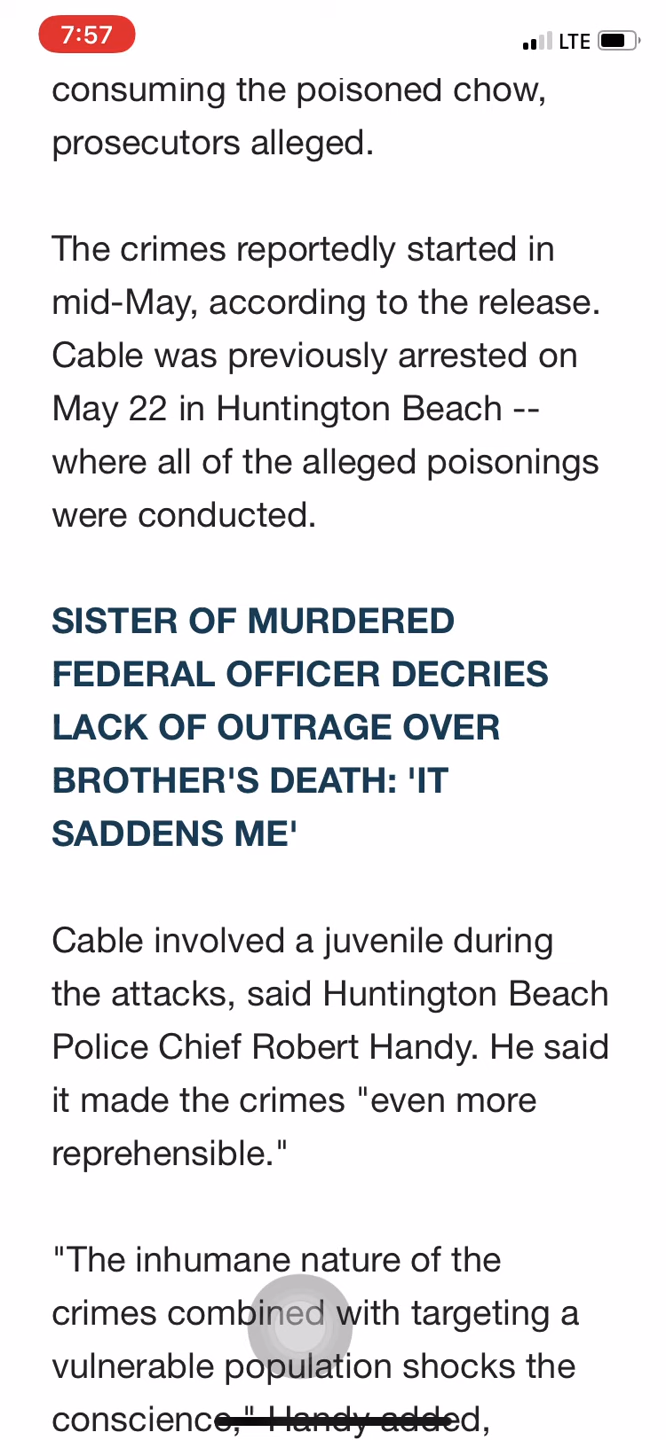 7:57
LTE
consuming the poisoned chow,
prosecutors alleged.
The crimes reportedly started in
mid-May, according to the release.
Cable was previously arrested on
May 22 in Huntington Beach --
where all of the alleged poisonings
were conducted.
SISTER OF MURDERED
FEDERAL OFFICER DECRIES
LACK OF OUTRAGE OVER
BROTHER'S DEATH: 'IT
SADDENS ME'
Cable involved a juvenile during
the attacks, said Huntington Beach
Police Chief Robert Handy. He said
it made the crimes "even more
reprehensible."
"The inhumane nature of the
crimes combined with targeting a
vulnerable population shocks the
conscience," Handy added,